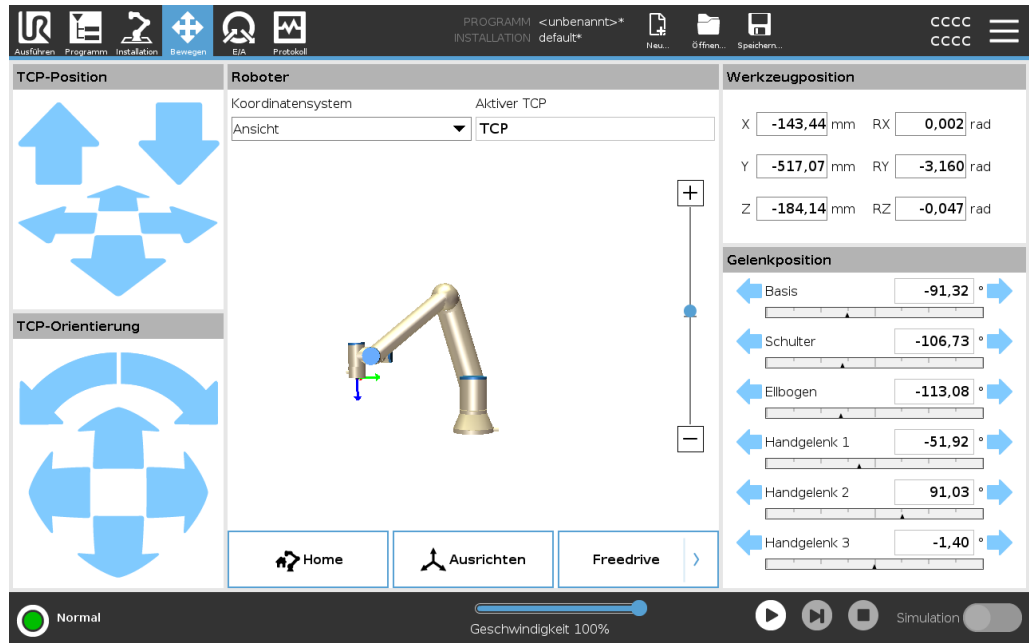 PROGRAMM <unbenannt>*
INSTALLATION default*
CCCC
CCCC
Ausführen Programm Installation Bewegen E/A Protokoll Neu... Öffnen... Speichern...
TCP-Position
Roboter
Werkzeugposition
Koordinatensystem Aktiver TCP
Ansicht TCP
X -143,44 mm RX 0,002 rad
Y -517,07 mm RY -3,160 rad
Z -184,14 mm RZ -0,047 rad
Gelenkposition
Basis -91,32 °
TCP-Orientierung
Schulter -106,73 °
Ellbogen -113,08 °
Handgelenk 1 -51,92 °
Handgelenk 2 91,03 °
Handgelenk 3 -1,40 °
Home Ausrichten Freedrive
Normal
Geschwindigkeit 100%
Simulation